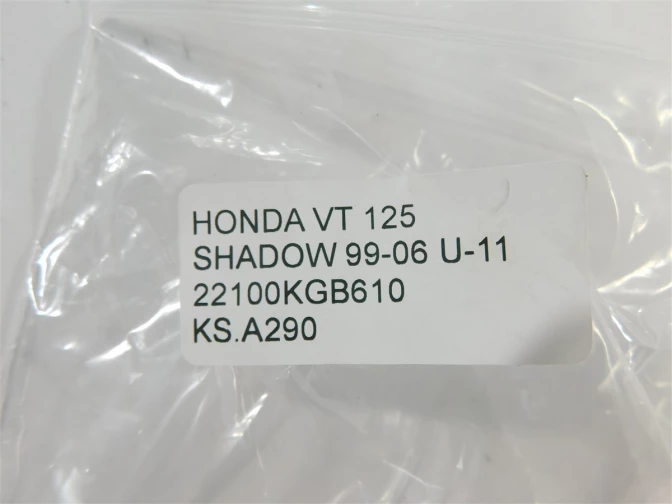 HONDA VT 125
SHADOW 99-06 U-11
22100KGB610
KS.A290